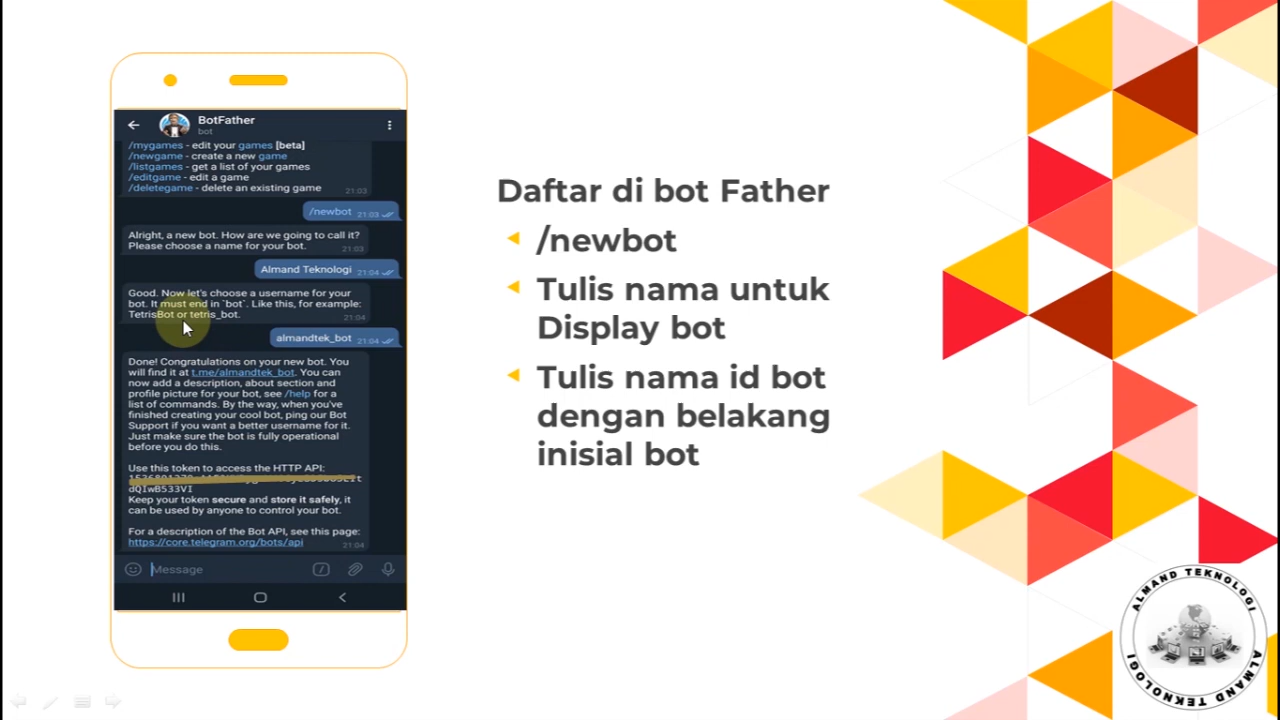 BotFather
bot
/mygames - edit your games [beta]
/newgame - create a new game
/listgames - get a list of your games
/editgame - edit a game
/deletegame - delete an existing game
21:03
/newbot 21:03
Alright, a new bot. How are we going to call it?
Please choose a name for your bot.
21:03
Almand Teknologi 21:04
Good. Now let's choose a username for your
bot. It must end in `bot`. Like this, for example:
TetrisBot or tetris_bot.
21:04
almandtek_bot 21:04
Done! Congratulations on your new bot. You
will find it at t.me/almandtek_bot. You can
now add a description, about section and
profile picture for your bot, see /help for a
list of commands. By the way, when you've
finished creating your cool bot, ping our Bot
Support if you want a better username for it.
Just make sure the bot is fully operational
before you do this.
Use this token to access the HTTP API:
Keep your token secure and store it safely, it
can be used by anyone to control your bot.
For a description of the Bot API, see this page:
https://core.telegram.org/bots/api
21:04
Message
Daftar di bot Father
/newbot
Tulis nama untuk
Display bot
Tulis nama id bot
dengan belakang
inisial bot
ALMAND TEKNOLOGI
ALMAND TEKNOLOGI